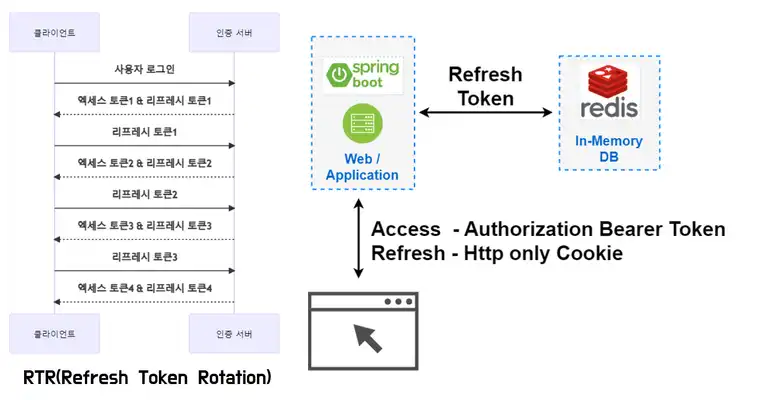 클라이언트
인증 서버
사용자 로그인
엑세스 토큰1 & 리프레시 토큰1
리프레시 토큰1
엑세스 토큰2 & 리프레시 토큰2
리프레시 토큰2
엑세스 토큰3 & 리프레시 토큰3
리프레시 토큰3
엑세스 토큰4 & 리프레시 토큰4
클라이언트
인증 서버
RTR(Refresh Token Rotation)
spring
boot
Web /
Application
Refresh
Token
redis
In-Memory
DB
Access - Authorization Bearer Token
Refresh - Http only Cookie